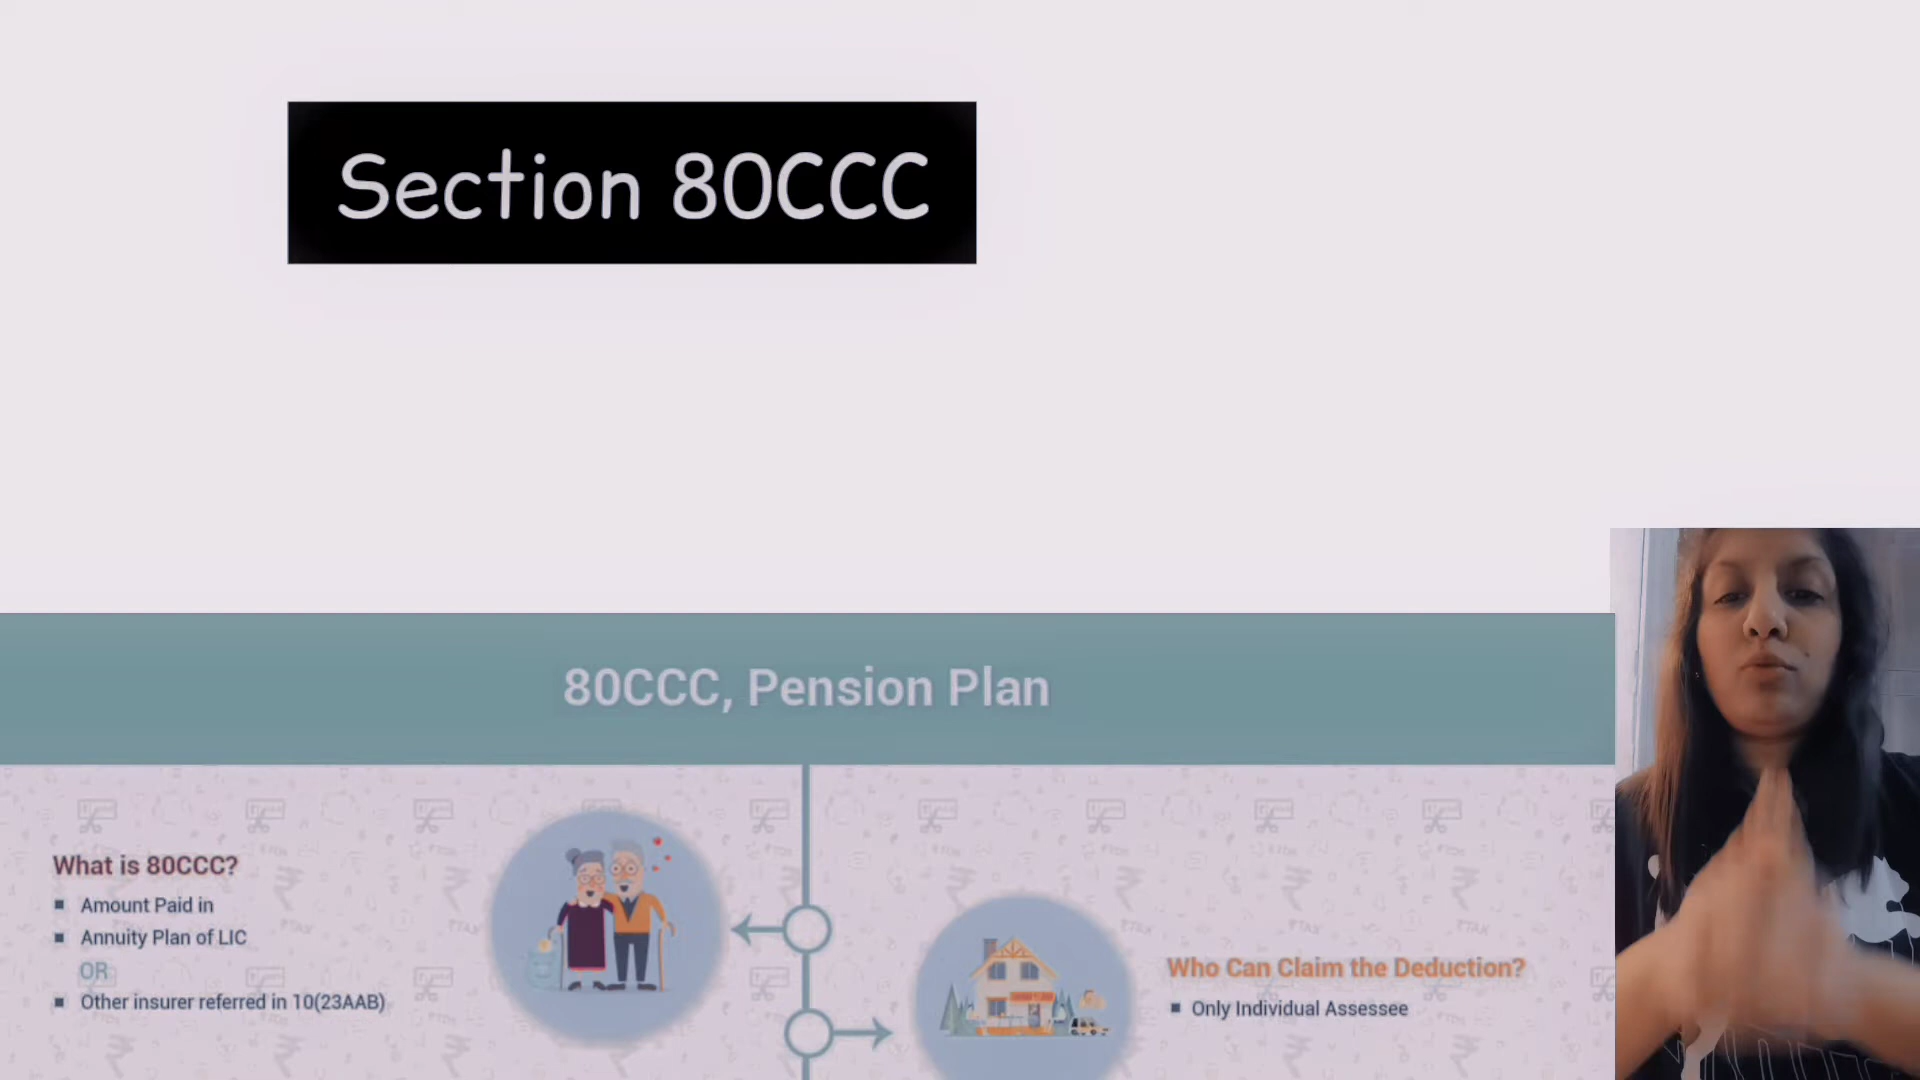 Section 80CCC
80CCC, Pension Plan
What is 80CCC?
Amount Paid in
Annuity Plan of LIC
OR
Other insurer referred in 10(23AAB)
Who Can Claim the Deduction?
Only Individual Assessee